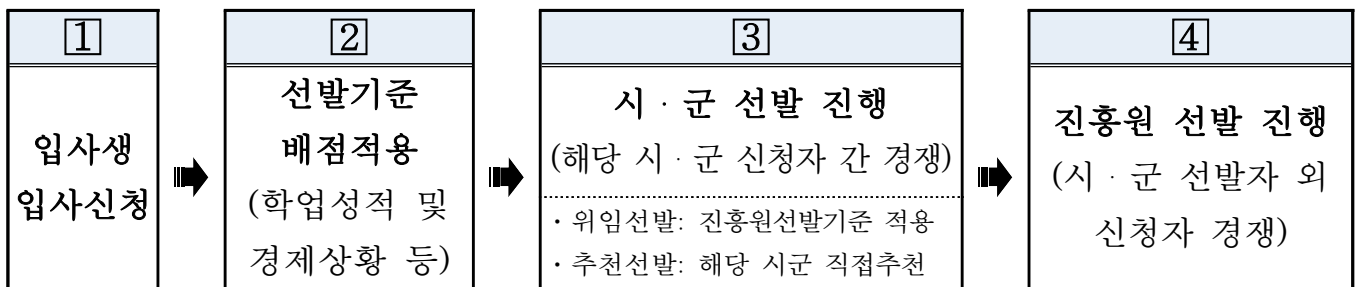 1
입사생
입사신청
2
선발기준
배점적용
(학업성적 및
경제상황 등)
3
시·군 선발 진행
(해당 시·군 신청자 간 경쟁)
·위임선발: 진흥원선발기준 적용
·추천선발: 해당 시군 직접추천
4
진흥원 선발 진행
(시·군 선발자 외
신청자 경쟁)